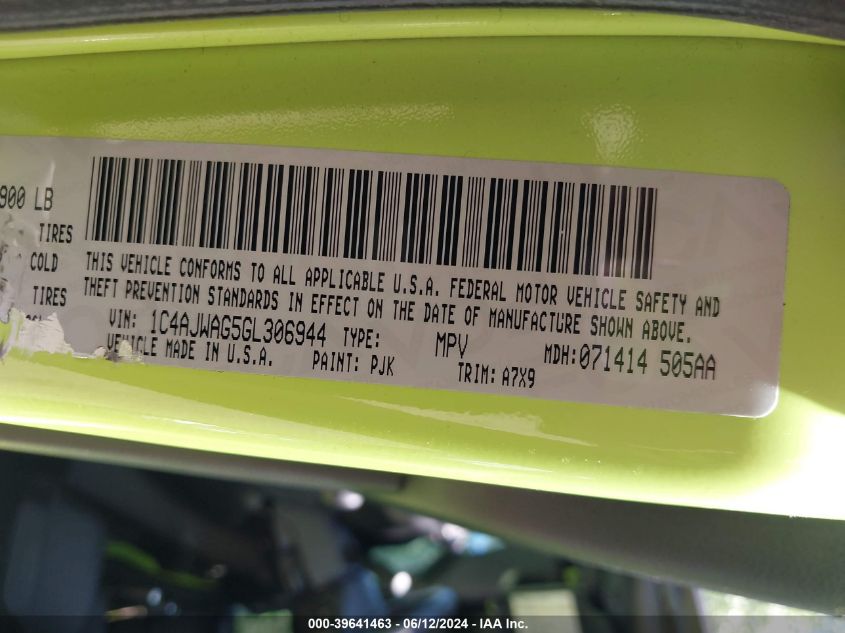 900 LB
TIRES
COLD
TIRES
THIS VEHICLE CONFORMS TO ALL APPLICABLE U.S.A. FEDERAL MOTOR VEHICLE SAFETY AND
THEFT PREVENTION STANDARDS IN EFFECT ON THE DATE OF MANUFACTURE SHOWN ABOVE.
VIN: 1C4AJWAG5GL306944 TYPE: MPV MDH:071414 505AA
VEHICLE MADE IN U.S.A. PAINT: PJK TRIM: A7X9
000-39641463 - 06/12/2024 - IAA Inc.